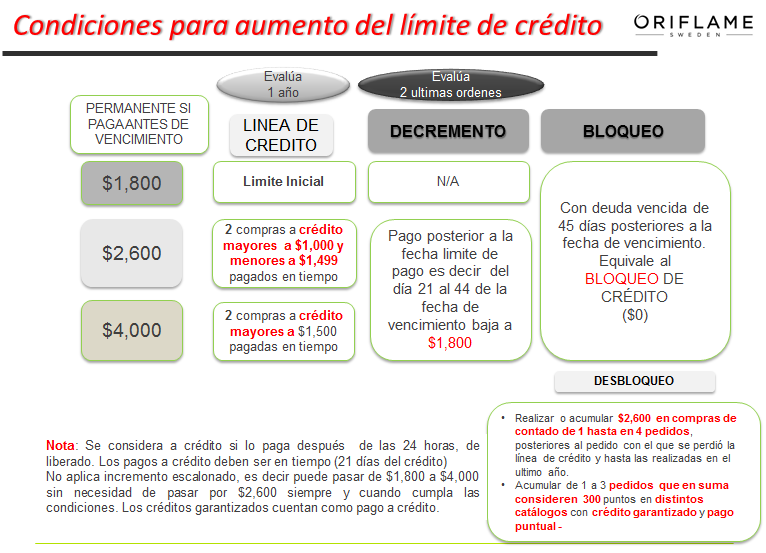 Condiciones para aumento del límite de crédito
ORIFLAME
SWEDEN
Evalúa
1 año
Evalúa
2 ultimas ordenes
PERMANENTE SI
PAGA ANTES DE
VENCIMIENTO
LINEA DE
CREDITO
DECREMENTO
BLOQUEO
$1,800
Limite Inicial
N/A
$2,600
2 compras a crédito
mayores a $1,000 y
menores a $1,499
pagados en tiempo
$4,000
2 compras a crédito
mayores a $1,500
pagadas en tiempo
Pago posterior a la
fecha limite de
pago es decir del
día 21 al 44 de la
fecha de
vencimiento baja a
$1,800
Con deuda vencida de
45 días posteriores a la
fecha de vencimiento.
Equivale al
BLOQUEO DE
CRÉDITO
($0)
DESBLOQUEO
• Realizar o acumular $2,600 en compras de
contado de 1 hasta en 4 pedidos,
posteriores al pedido con el que se perdió la
línea de crédito y hasta las realizadas en el
ultimo año.
• Acumular de 1 a 3 pedidos que en suma
consideren 300 puntos en distintos
catálogos con crédito garantizado y pago
puntual -
Nota: Se considera a crédito si lo paga después de las 24 horas, de
liberado. Los pagos a crédito deben ser en tiempo (21 días del crédito)
No aplica incremento escalonado, es decir puede pasar de $1,800 a $4,000
sin necesidad de pasar por $2,600 siempre y cuando cumpla las
condiciones. Los créditos garantizados cuentan como pago a crédito.